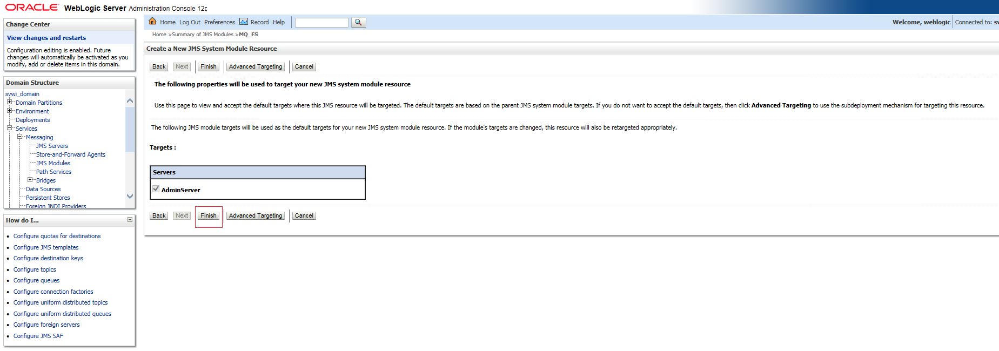 ORACLE WebLogic Server Administration Console 12c
Change Center
View changes and restarts
Configuration editing is enabled. Future
changes will automatically be activated as you
modify, add or delete items in this domain.
Domain Structure
svwi_domain
Domain Partitions
Environment
Deployments
Services
Messaging
JMS Servers
Store-and-Forward Agents
JMS Modules
Path Services
Bridges
Data Sources
Persistent Stores
Foreign JNDI Providers
How do I...
Configure quotas for destinations
Configure JMS templates
Configure destination keys
Configure topics
Configure queues
Configure connection factories
Configure uniform distributed topics
Configure uniform distributed queues
Configure foreign servers
Configure JMS SAF
Home Log Out Preferences Record Help
Welcome, weblogic Connected to: sv
Home >Summary of JMS Modules >MQ_FS
Create a New JMS System Module Resource
Back Next Finish Advanced Targeting Cancel
The following properties will be used to target your new JMS system module resource
Use this page to view and accept the default targets where this JMS resource will be targeted. The default targets are based on the parent JMS system module targets. If you do not want to accept the default targets, then click Advanced Targeting to use the subdeployment mechanism for targeting this resource.
The following JMS module targets will be used as the default targets for your new JMS system module resource. If the module's targets are changed, this resource will also be retargeted appropriately.
Targets :
Servers
AdminServer
Back Next Finish Advanced Targeting Cancel